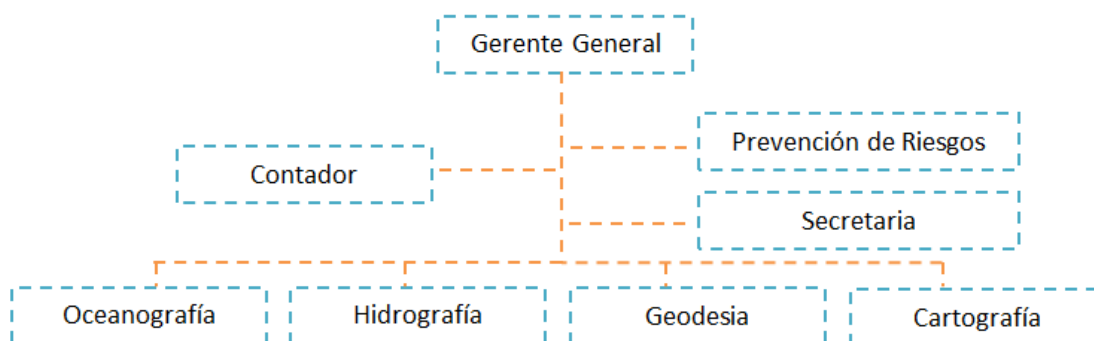 Gerente General
Prevención de Riesgos
Contador
Secretaria
Oceanografía
Hidrografía
Geodesia
Cartografía